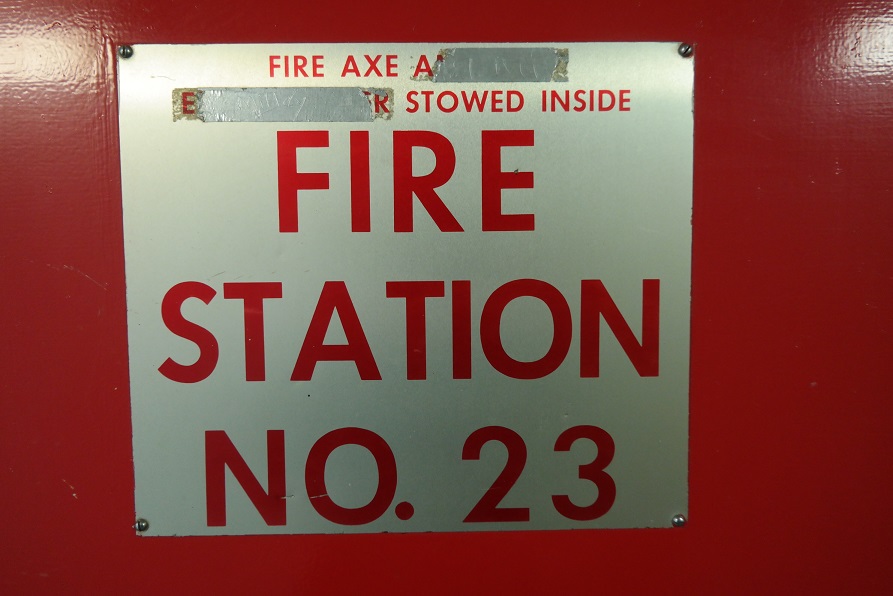 FIRE AXE
STOWED INSIDE
FIRE
STATION
NO. 23